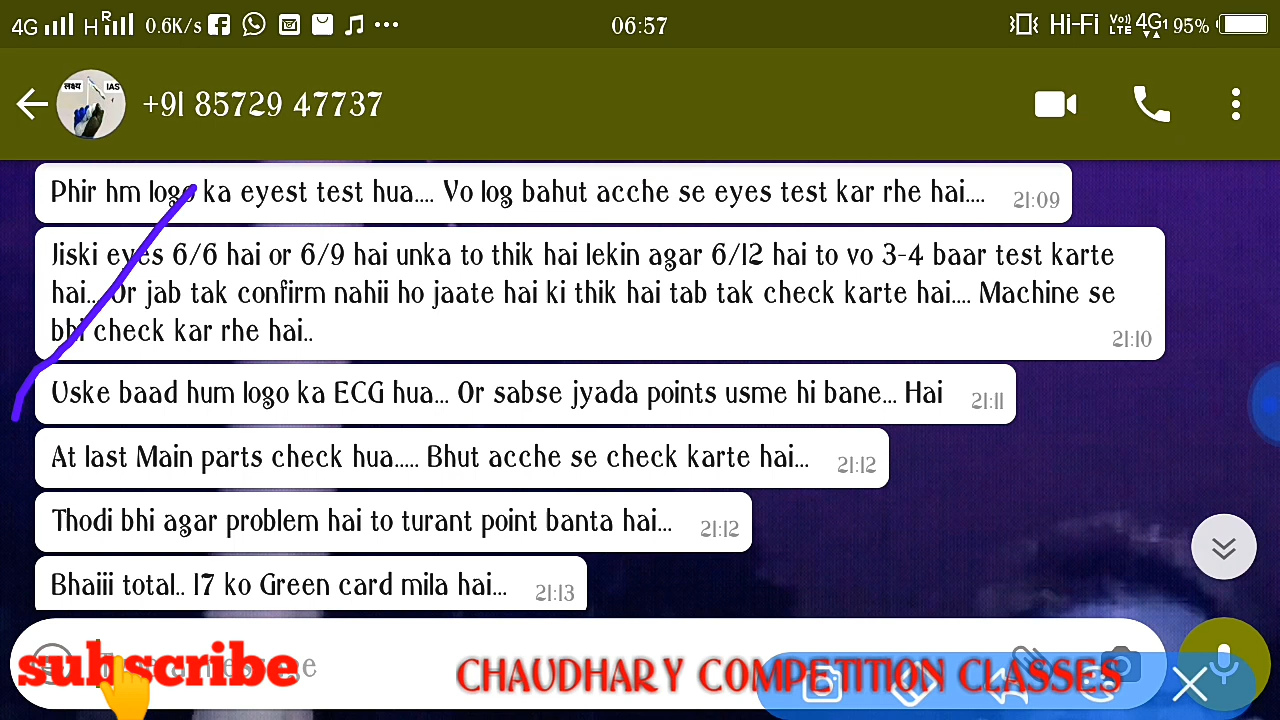 4G H R 0.6K/s 06:57 Hi-Fi Vo)) LTE 4G1 95%
लक्ष्य IAS
+91 85729 47737
Phir hm logo ka eyest test hua.... Vo log bahut acche se eyes test kar rhe hai.... 21:09
Jiski eyes 6/6 hai or 6/9 hai unka to thik hai lekin agar 6/12 hai to vo 3-4 baar test karte
hai... Or jab tak confirm nahii ho jaate hai ki thik hai tab tak check karte hai.... Machine se
bhi check kar rhe hai.. 21:10
Uske baad hum logo ka ECG hua... Or sabse jyada points usme hi bane... Hai 21:11
At last Main parts check hua..... Bhut acche se check karte hai... 21:12
Thodi bhi agar problem hai to turant point banta hai... 21:12
Bhaiii total.. 17 ko Green card mila hai... 21:13
subscribe CHAUDHARY COMPETITION CLASSES